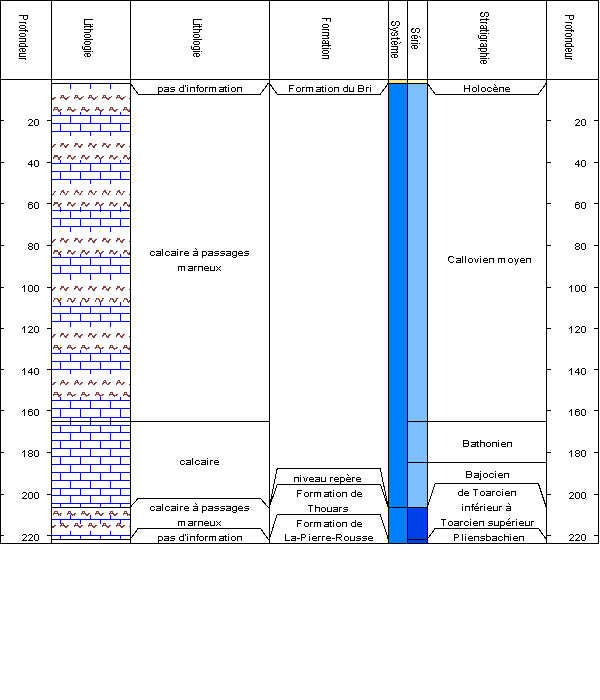 Profondeur
Lithologie
Lithologie
Formation
Système
Série
Stratigraphie
Profondeur
pas d'information
Formation du Bri
Holocène
20
20
40
40
60
60
80
80
calcaire à passages
marneux
Callovien moyen
100
100
120
120
140
140
160
160
Bathonien
180
180
calcaire
Bajocien
niveau repère
200
200
Formation de
Thouars
de Toarcien
inférieur à
Toarcien supérieur
calcaire à passages
marneux
Formation de
La-Pierre-Rousse
220
220
pas d'information
Pliensbachien